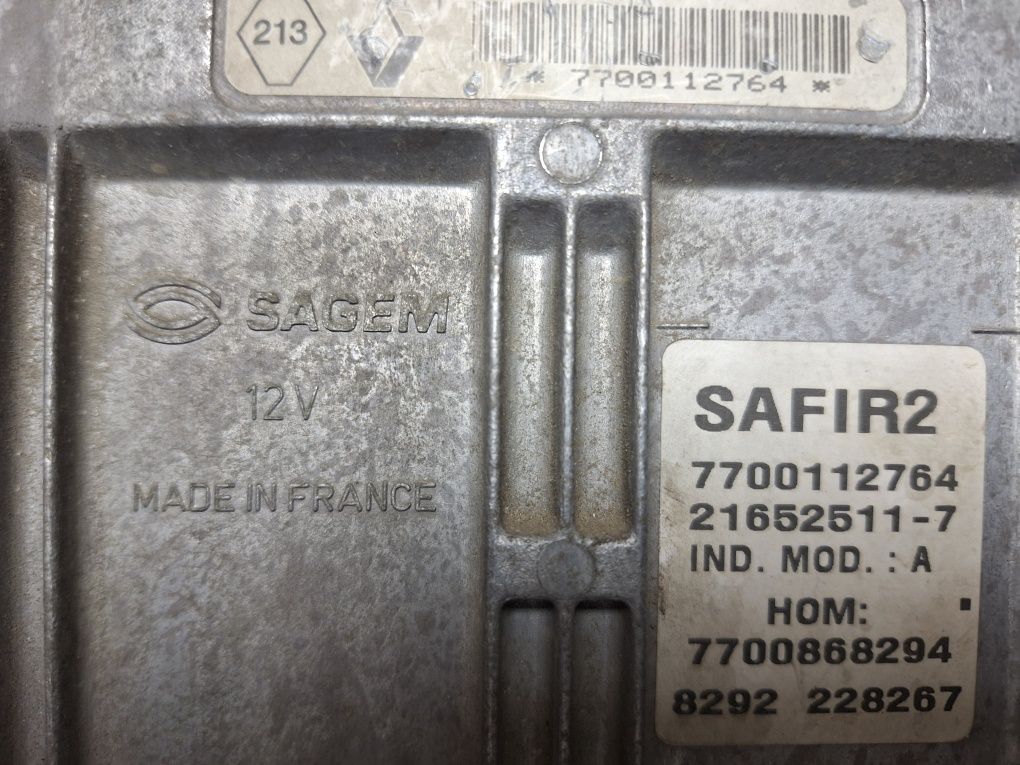 213
* 7700112764 *
SAGEM
12V
MADE IN FRANCE
SAFIR2
7700112764
21652511-7
IND. MOD. : A
HOM:
7700868294
8292 228267